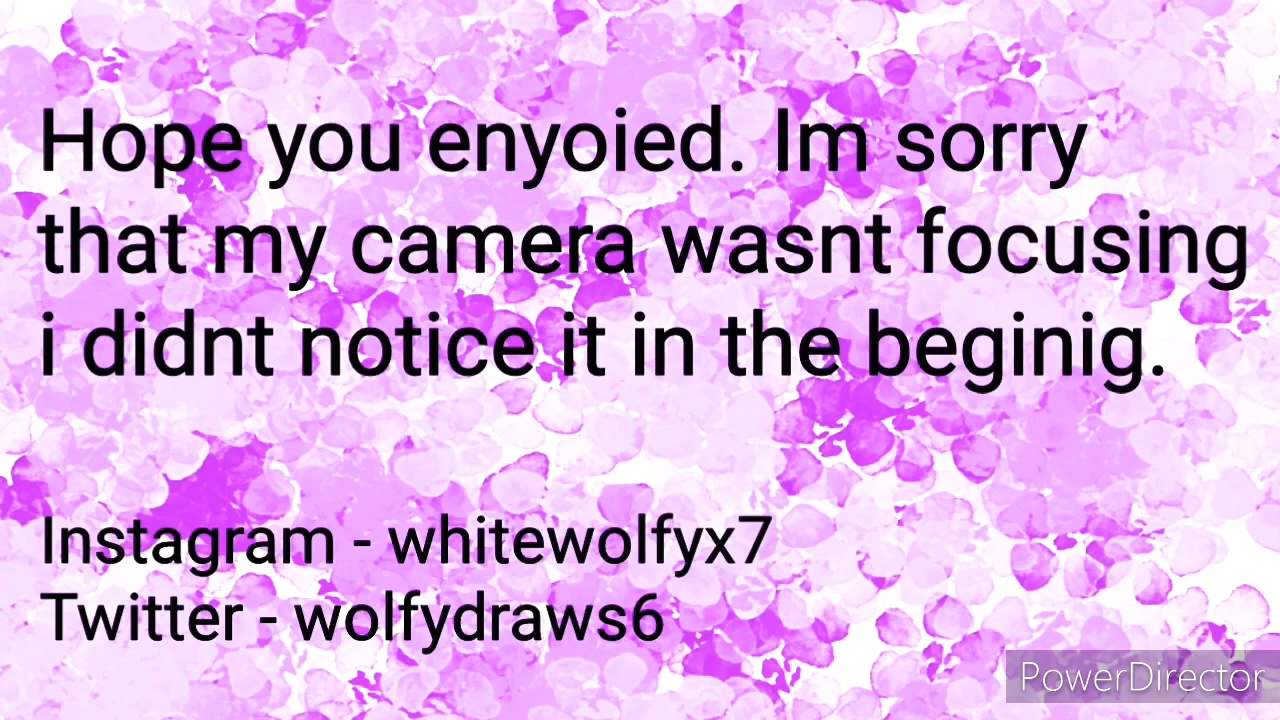 Hope you enyoied. Im sorry
that my camera wasnt focusing
i didnt notice it in the beginig.
Instagram - whitewolfyx7
Twitter - wolfydraws6
PowerDirector